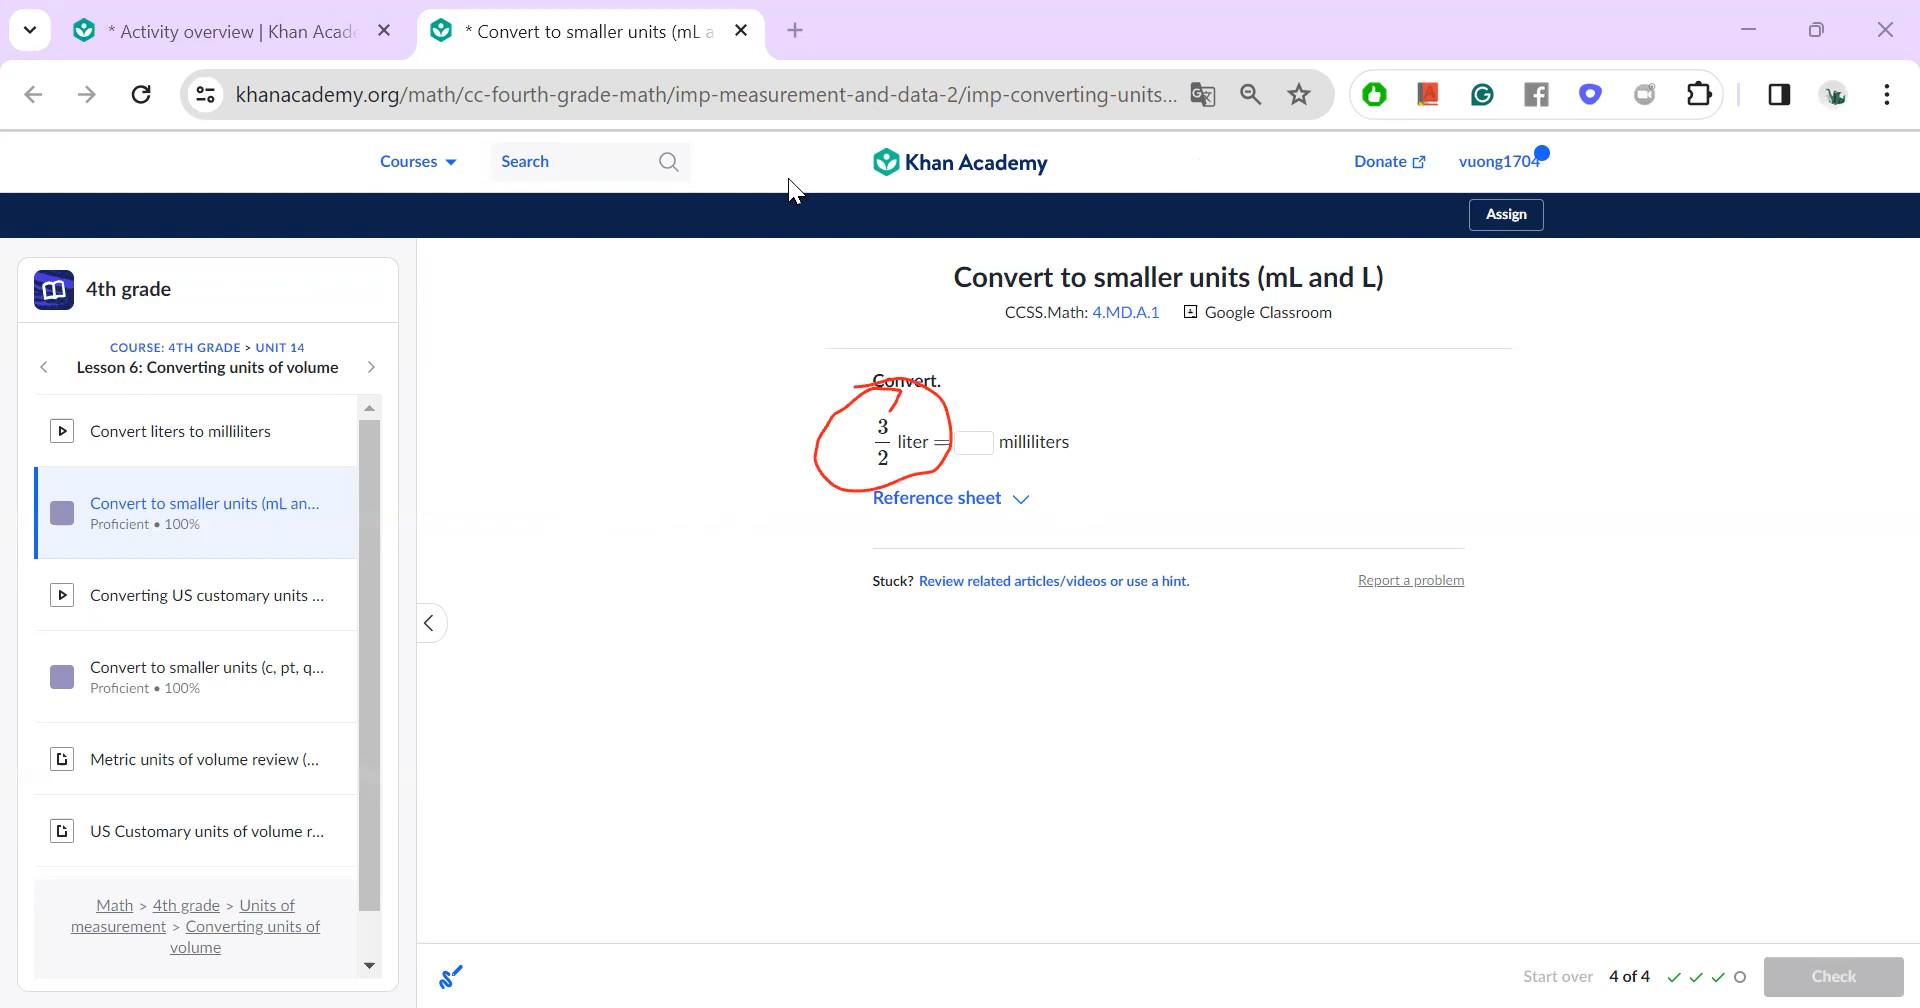 * Activity overview | Khan Acade
* Convert to smaller units (mL a
khanacademy.org/math/cc-fourth-grade-math/imp-measurement-and-data-2/imp-converting-units...
Courses
Search
Khan Academy
Donate
vuong1704
Assign
4th grade
COURSE: 4TH GRADE > UNIT 14
Lesson 6: Converting units of volume
Convert liters to milliliters
Convert to smaller units (mL an...
Proficient • 100%
Converting US customary units ...
Convert to smaller units (c, pt, q...
Proficient • 100%
Metric units of volume review (...
US Customary units of volume r...
Math > 4th grade > Units of
measurement > Converting units of
volume
Convert to smaller units (mL and L)
CCSS.Math: 4.MD.A.1 Google Classroom
Convert.
3/2 liter = milliliters
Reference sheet
Stuck? Review related articles/videos or use a hint.
Report a problem
Start over 4 of 4
Check